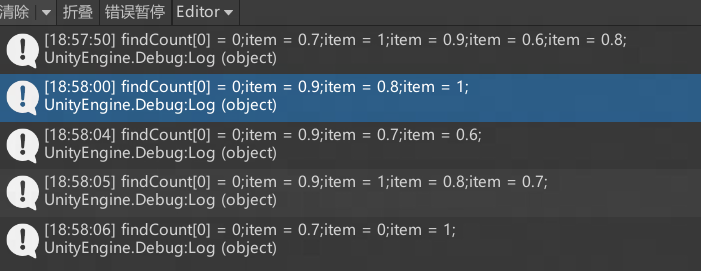 清除 折叠 错误暂停 Editor
[18:57:50] findCount[0] = 0;item = 0.7;item = 1;item = 0.9;item = 0.6;item = 0.8;
UnityEngine.Debug:Log (object)
[18:58:00] findCount[0] = 0;item = 0.9;item = 0.8;item = 1;
UnityEngine.Debug:Log (object)
[18:58:04] findCount[0] = 0;item = 0.9;item = 0.7;item = 0.6;
UnityEngine.Debug:Log (object)
[18:58:05] findCount[0] = 0;item = 0.9;item = 1;item = 0.8;item = 0.7;
UnityEngine.Debug:Log (object)
[18:58:06] findCount[0] = 0;item = 0.7;item = 0;item = 1;
UnityEngine.Debug:Log (object)